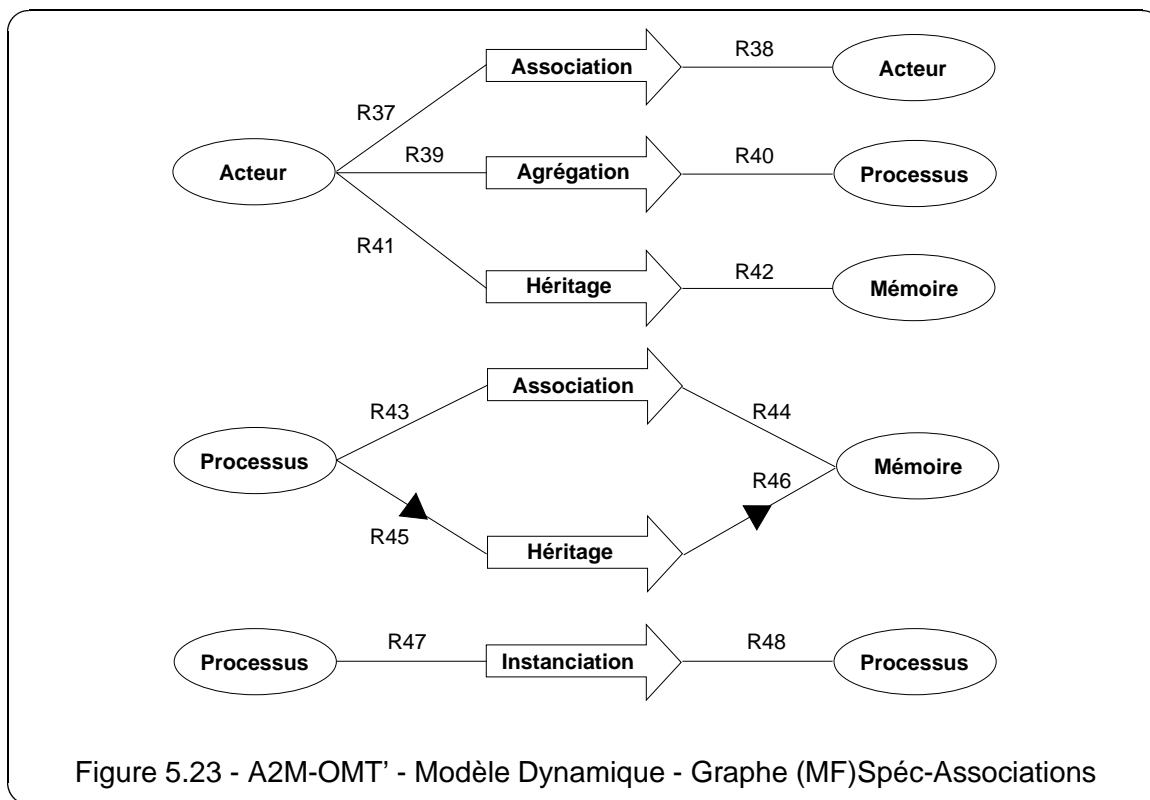 Association
R38
Acteur
R37
Acteur
R39
Agrégation
R40
Processus
R41
Héritage
R42
Mémoire
Association
R43
R44
Processus
Mémoire
R46
R45
Héritage
Processus
R47
Instanciation
R48
Processus
Figure 5.23 - A2M-OMT’ - Modèle Dynamique - Graphe (MF)Spéc-Associations